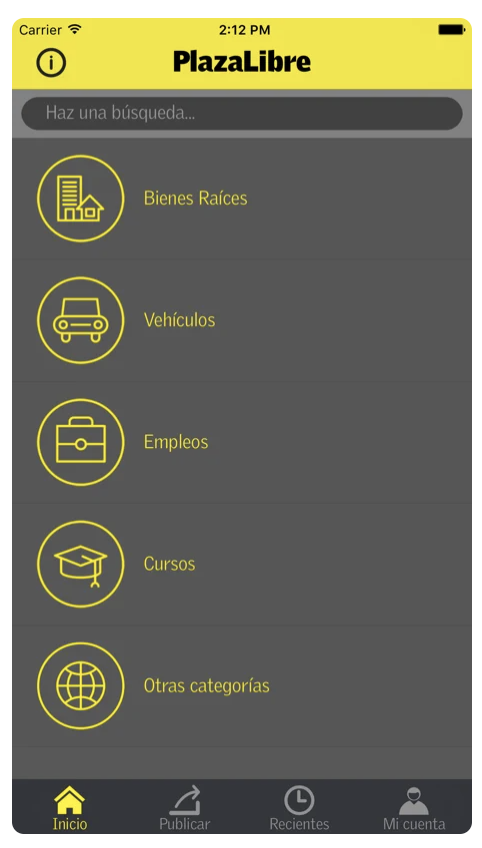 Carrier 2:12 PM
PlazaLibre
Haz una búsqueda...
Bienes Raíces
Vehículos
Empleos
Cursos
Otras categorías
Inicio Publicar Recientes Mi cuenta